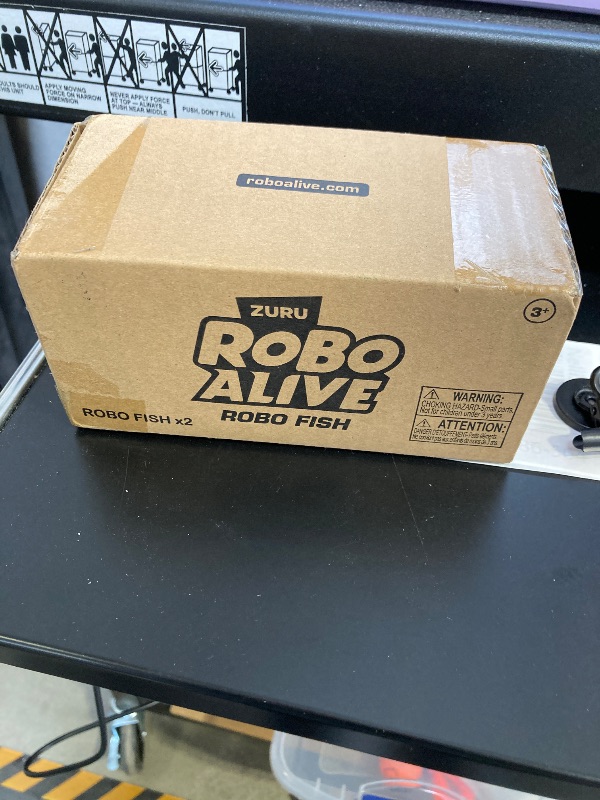 DULTS SHOULD
THIS UNIT
APPLY MOVING
FORCE ON NARROW
DIMENSION
NEVER APPLY FORCE
AT TOP — ALWAYS
PUSH NEAR MIDDLE
PUSH, DON'T PULL
roboalive.com
3+
ZURU
ROBO
ALIVE
ROBO FISH
ROBO FISH x2
WARNING:
CHOKING HAZARD-Small parts.
Not for children under 3 years.
ATTENTION: